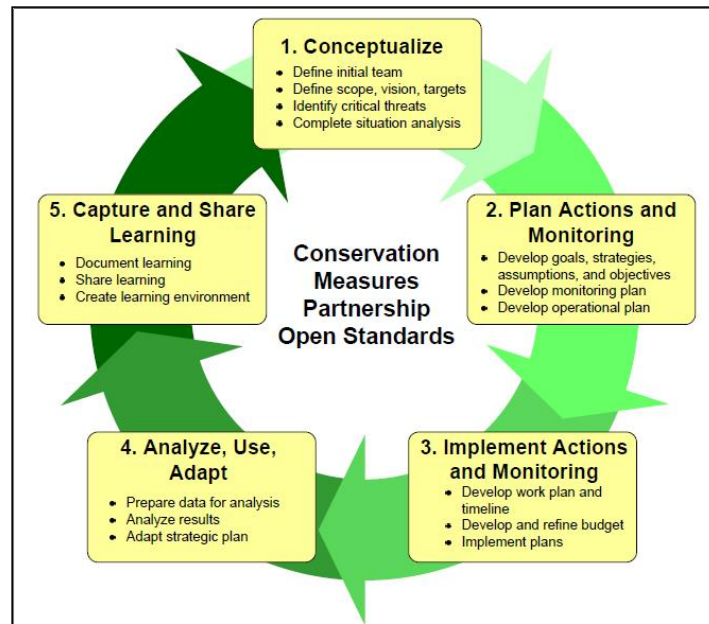 1. Conceptualize
• Define initial team
• Define scope, vision, targets
• Identify critical threats
• Complete situation analysis
2. Plan Actions and
Monitoring
• Develop goals, strategies,
assumptions, and objectives
• Develop monitoring plan
• Develop operational plan
3. Implement Actions
and Monitoring
• Develop work plan and
timeline
• Develop and refine budget
• Implement plans
4. Analyze, Use,
Adapt
• Prepare data for analysis
• Analyze results
• Adapt strategic plan
5. Capture and Share
Learning
• Document learning
• Share learning
• Create learning environment
Conservation
Measures
Partnership
Open Standards